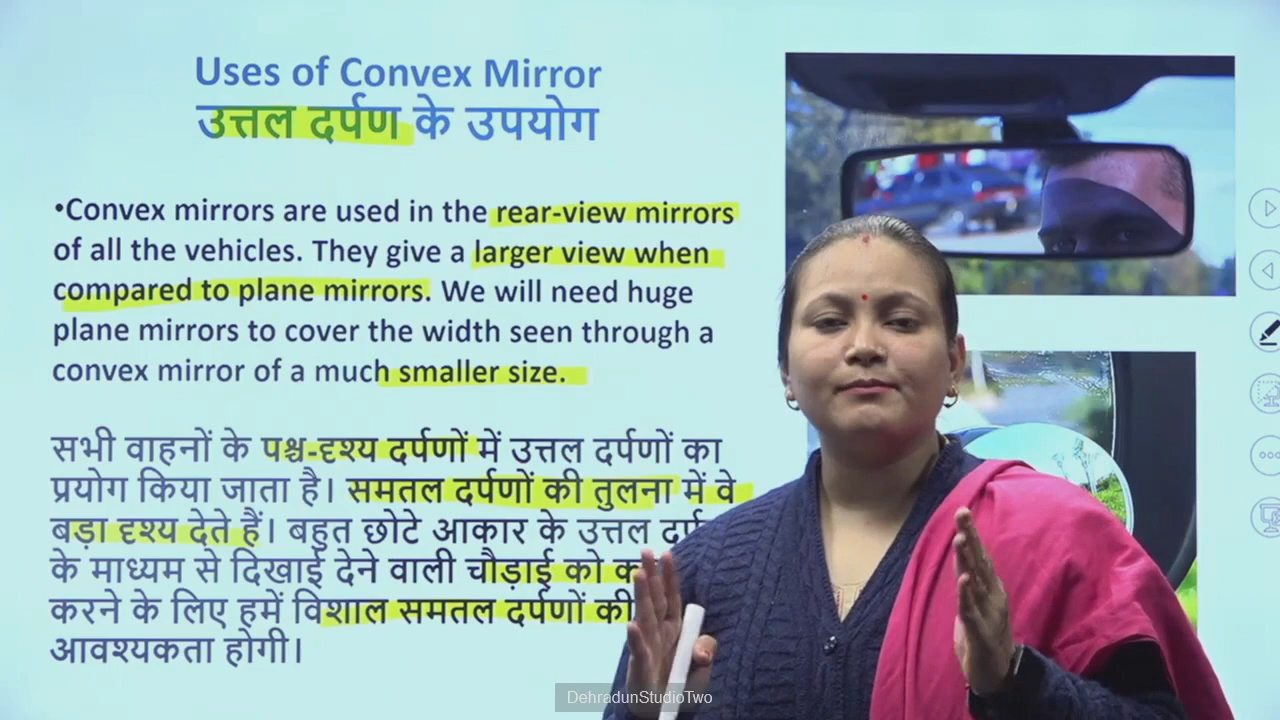 Uses of Convex Mirror
उत्तल दर्पण के उपयोग
•Convex mirrors are used in the rear-view mirrors
of all the vehicles. They give a larger view when
compared to plane mirrors. We will need huge
plane mirrors to cover the width seen through a
convex mirror of a much smaller size.
सभी वाहनों के पश्च-दृश्य दर्पणों में उत्तल दर्पणों का
प्रयोग किया जाता है। समतल दर्पणों की तुलना में वे
बड़ा दृश्य देते हैं। बहुत छोटे आकार के उत्तल
के माध्यम से दिखाई देने वाली चौड़ाई को
करने के लिए हमें विशाल समतल दर्पणों की
आवश्यकता होगी।
DehradunStudioTwo